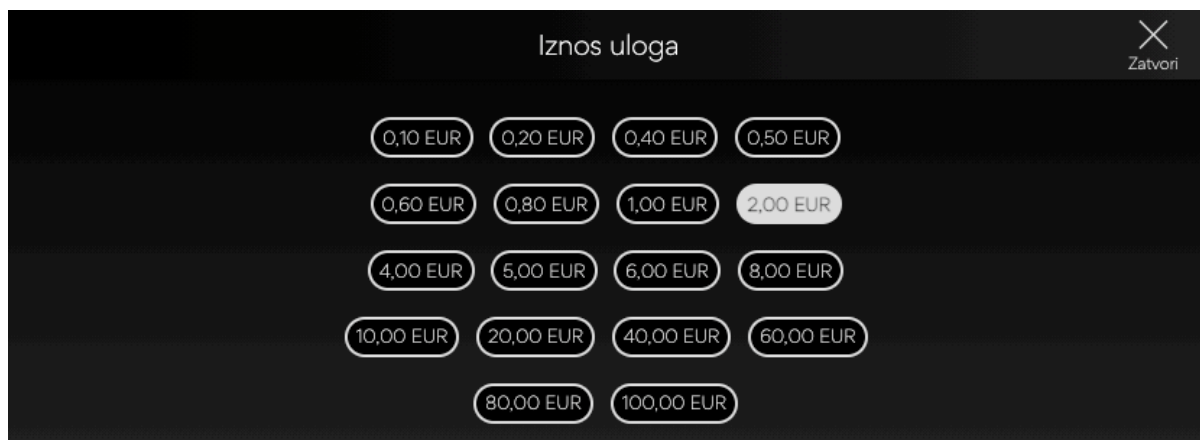 Iznos uloga
Zatvori
0,10 EUR 0,20 EUR 0,40 EUR 0,50 EUR
0,60 EUR 0,80 EUR 1,00 EUR 2,00 EUR
4,00 EUR 5,00 EUR 6,00 EUR 8,00 EUR
10,00 EUR 20,00 EUR 40,00 EUR 60,00 EUR
80,00 EUR 100,00 EUR